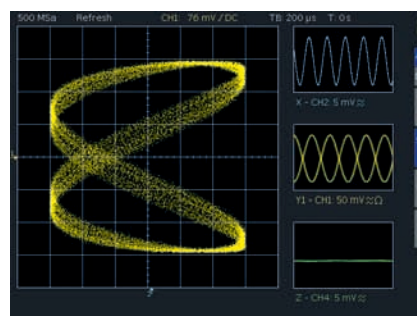 500 MSa Refresh CH1: 76 mV / DC TB: 200 µs T: 0 s
X - CH2: 5 mV ≅
Y1 - CH1: 50 mV ≅Ω
Z - CH4: 5 mV ≅